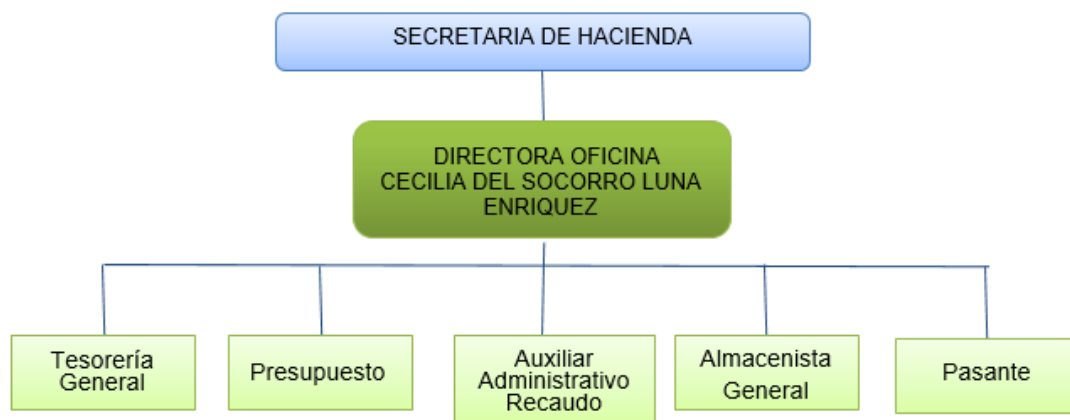 SECRETARIA DE HACIENDA
DIRECTORA OFICINA
CECILIA DEL SOCORRO LUNA
ENRIQUEZ
Tesorería
General
Presupuesto
Auxiliar
Administrativo
Recaudo
Almacenista
General
Pasante